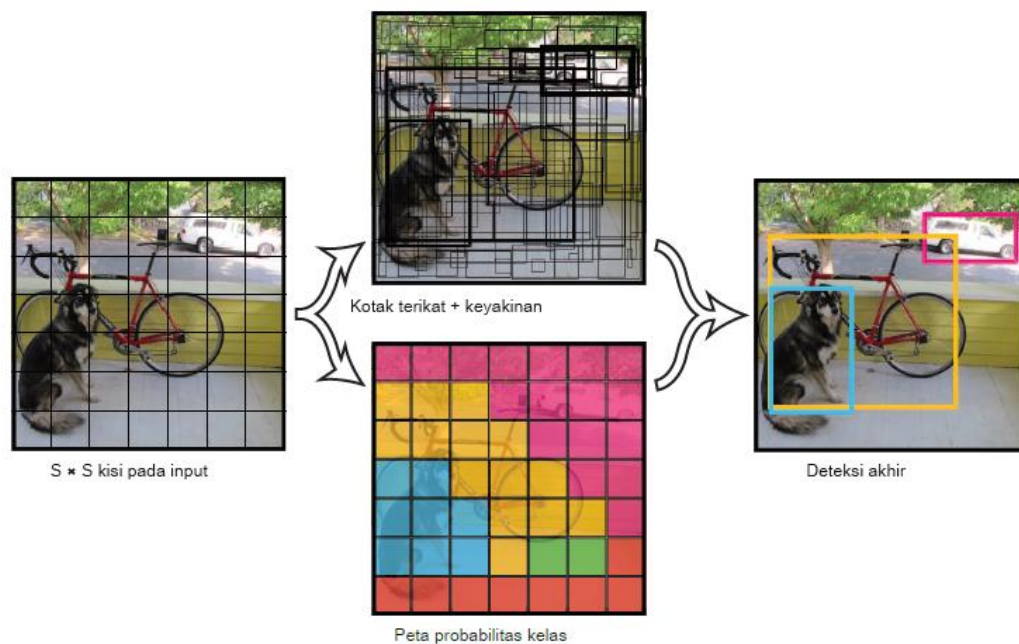 Kotak terikat + keyakinan
S × S kisi pada input
Deteksi akhir
Peta probabilitas kelas